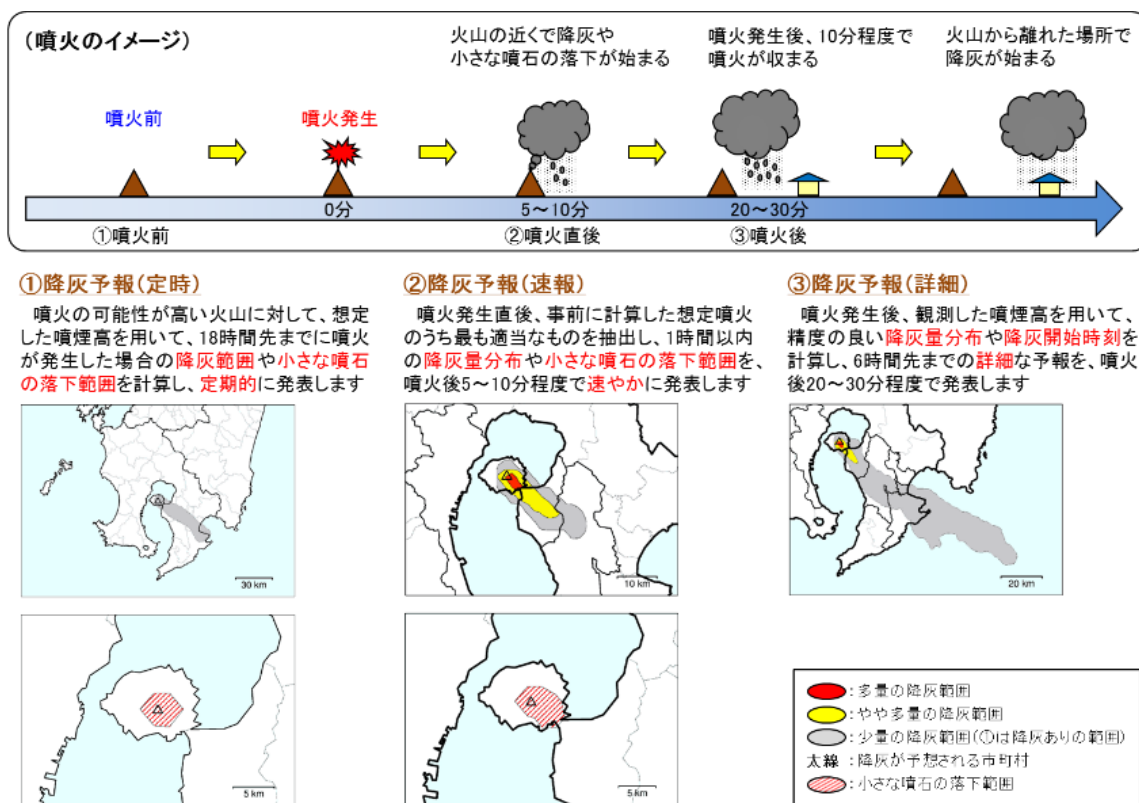 (噴火のイメージ)
火山の近くで降灰や
小さな噴石の落下が始まる
噴火発生後、10分程度で
噴火が収まる
火山から離れた場所で
降灰が始まる
噴火前
噴火発生
0分
5～10分
20～30分
①噴火前
②噴火直後
③噴火後
①降灰予報(定時)
噴火の可能性が高い火山に対して、想定
した噴煙高を用いて、18時間先までに噴火
が発生した場合の降灰範囲や小さな噴石
の落下範囲を計算し、定期的に発表します
30 km
5 km
②降灰予報(速報)
噴火発生直後、事前に計算した想定噴火
のうち最も適当なものを抽出し、1時間以内
の降灰量分布や小さな噴石の落下範囲を、
噴火後5～10分程度で速やかに発表します
10 km
5 km
③降灰予報(詳細)
噴火発生後、観測した噴煙高を用いて、
精度の良い降灰量分布や降灰開始時刻を
計算し、6時間先までの詳細な予報を、噴火
後20～30分程度で発表します
20 km
:多量の降灰範囲
:やや多量の降灰範囲
:少量の降灰範囲(①は降灰ありの範囲)
太線:降灰が予想される市町村
:小さな噴石の落下範囲